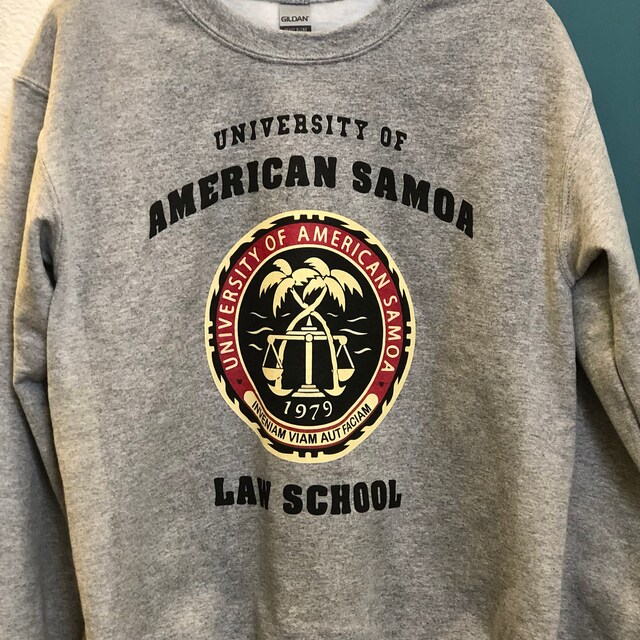 GILDAN
UNIVERSITY OF
AMERICAN SAMOA
UNIVERSITY OF AMERICAN SAMOA
1979
INVENIAM VIAM AUT FACIAM
LAW SCHOOL